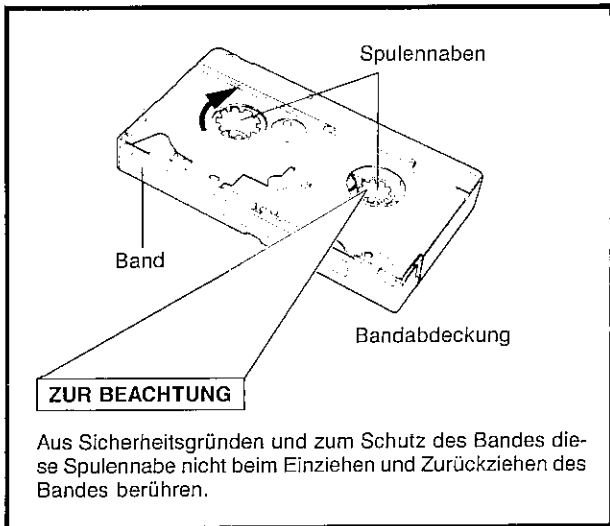 Spulennaben
Band
Bandabdeckung
ZUR BEACHTUNG
Aus Sicherheitsgründen und zum Schutz des Bandes die-
se Spulennabe nicht beim Einziehen und Zurückziehen des
Bandes berühren.